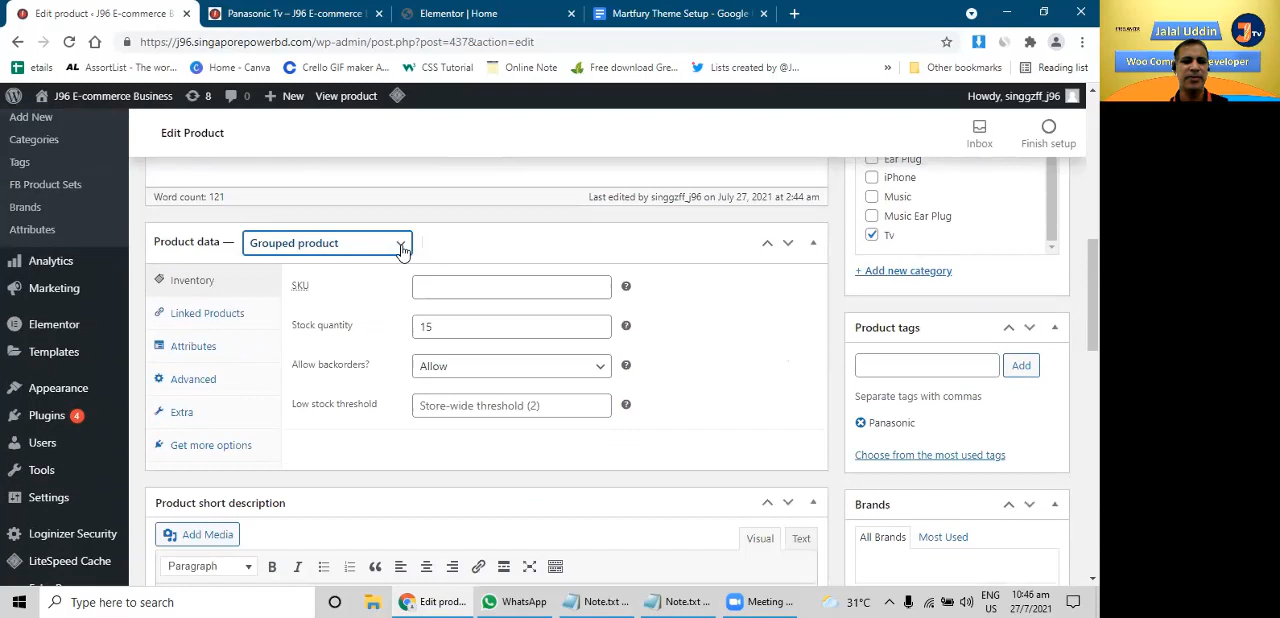 Edit product ‹ J96 E-commerce B
Panasonic Tv – J96 E-commerce B
Elementor | Home
Martfury Theme Setup - Google
https://j96.singaporepowerbd.com/wp-admin/post.php?post=437&action=edit
etails
AssortList - The wor...
Home - Canva
Crello GIF maker A...
CSS Tutorial
Online Note
Free download Gre...
Lists created by @J...
»
Other bookmarks
Reading list
Jalal Uddin
Tv
J96 E-commerce Business
8
0
New
View product
Howdy, singgzff_j96
Add New
Categories
Tags
FB Product Sets
Brands
Attributes
Analytics
Marketing
Elementor
Templates
Appearance
Plugins 4
Users
Tools
Settings
Loginizer Security
LiteSpeed Cache
Edit Product
Inbox
Finish setup
Word count: 121
Last edited by singgzff_j96 on July 27, 2021 at 2:44 am
Product data —
Grouped product
Inventory
Linked Products
Attributes
Advanced
Extra
Get more options
SKU
Stock quantity
15
Allow backorders?
Allow
Low stock threshold
Store-wide threshold (2)
Product short description
Add Media
Visual
Text
Paragraph
Ear Plug
iPhone
Music
Music Ear Plug
Tv
+ Add new category
Product tags
Add
Separate tags with commas
Panasonic
Choose from the most used tags
Brands
All Brands
Most Used
Type here to search
Edit prod...
WhatsApp
Note.txt ...
Note.txt ...
Meeting ...
31°C
ENG
US
10:46 am
27/7/2021